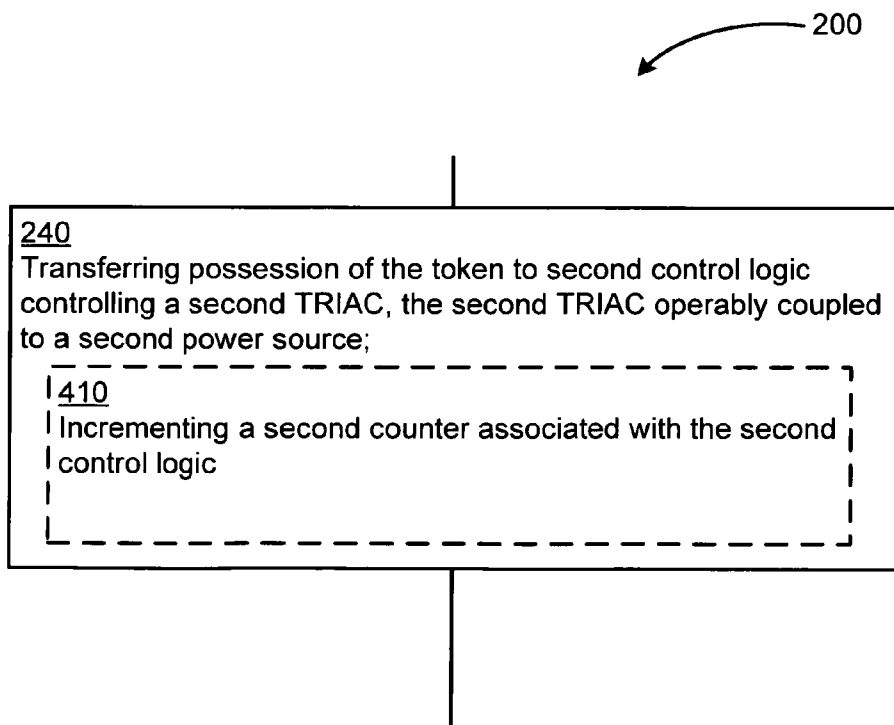 200
240
Transferring possession of the token to second control logic
controlling a second TRIAC, the second TRIAC operably coupled
to a second power source;
410
Incrementing a second counter associated with the second
control logic